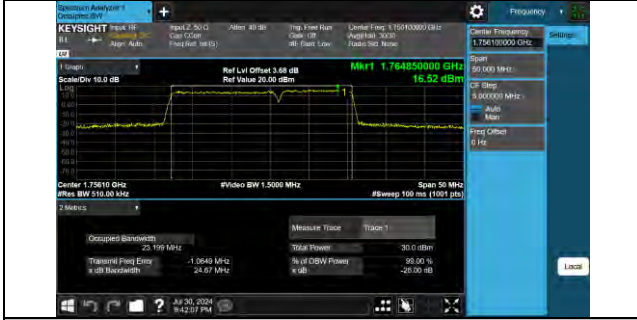 Spectrum Analyzer 1
Occupied BW
+
Frequency
KEYSIGHT Input: RF
Align: Auto
Input Z: 50 Ω
Corr CCorr
Freq Ref: Int (S)
Atten: 40 dB
Trig: Free Run
Gate: Off
#IF Gain: Low
Center Freq: 1.756100000 GHz
Radio Std: None
Center Frequency
1.756100000 GHz
Settings
Span
50.000 MHz
CF Step
5.000000 MHz
Auto
Man
Freq Offset
0 Hz
1 Graph
Scale/Div 10.0 dB
Ref Lvl Offset 3.68 dB
Ref Value 20.00 dBm
Mkr1 1.764850000 GHz
16.52 dBm
Log
1
Center 1.75610 GHz
#Res BW 510.00 kHz
#Video BW 1.5000 MHz
Span 50 MHz
#Sweep 100 ms (1001 pts)
2 Metrics
Measure Trace
Trace 1
Occupied Bandwidth
23.199 MHz
Total Power
30.0 dBm
Transmit Freq Error
-1.0649 MHz
% of OBW Power
99.00 %
x dB Bandwidth
24.67 MHz
x dB
-26.00 dB
Local
?
Jul 30, 2024
9:42:07 PM